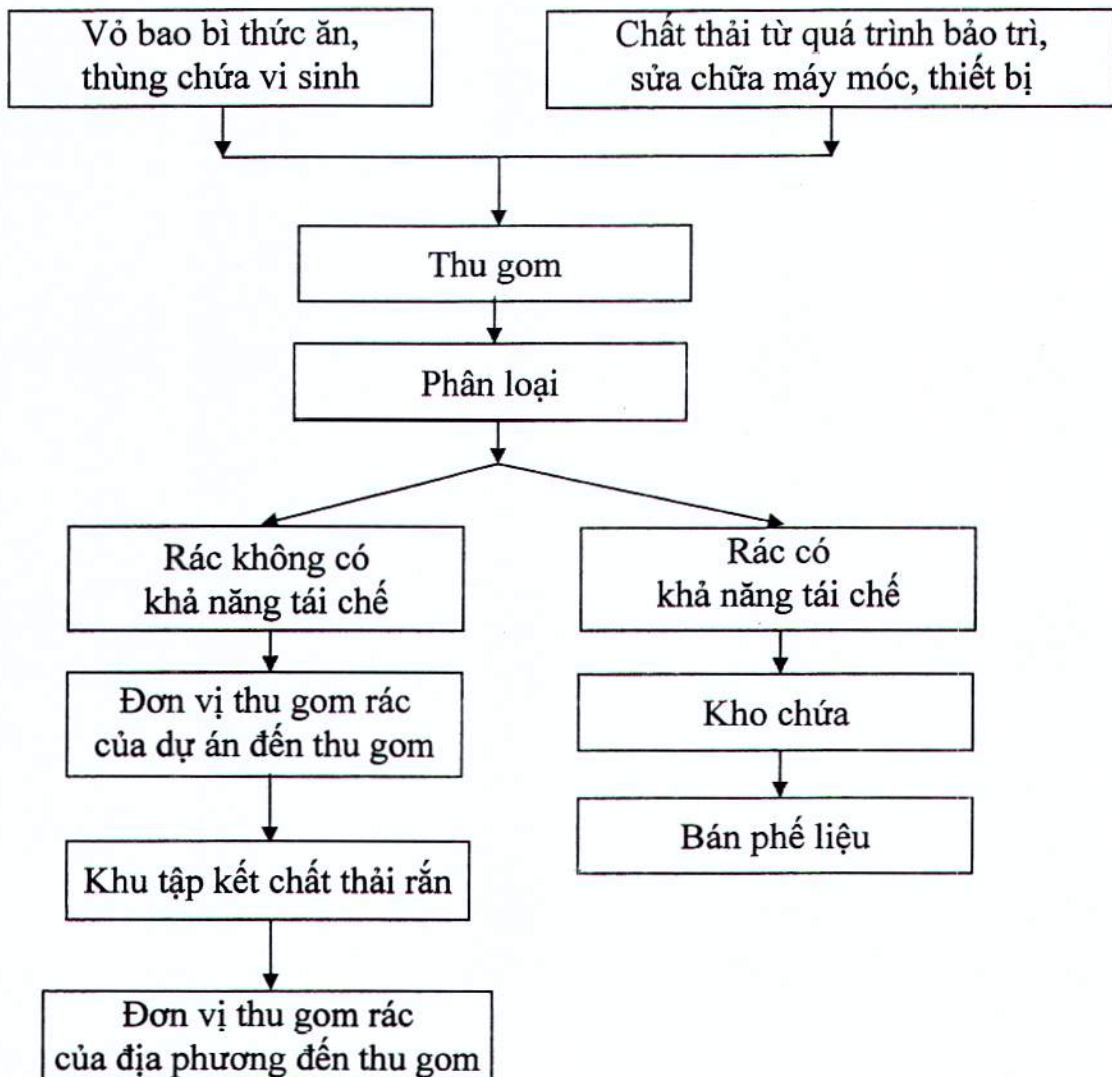 Vỏ bao bì thức ăn,
thùng chứa vi sinh
Chất thải từ quá trình bảo trì,
sửa chữa máy móc, thiết bị
Thu gom
Phân loại
Rác không có
khả năng tái chế
Rác có
khả năng tái chế
Đơn vị thu gom rác
của dự án đến thu gom
Kho chứa
Bán phế liệu
Khu tập kết chất thải rắn
Đơn vị thu gom rác
của địa phương đến thu gom